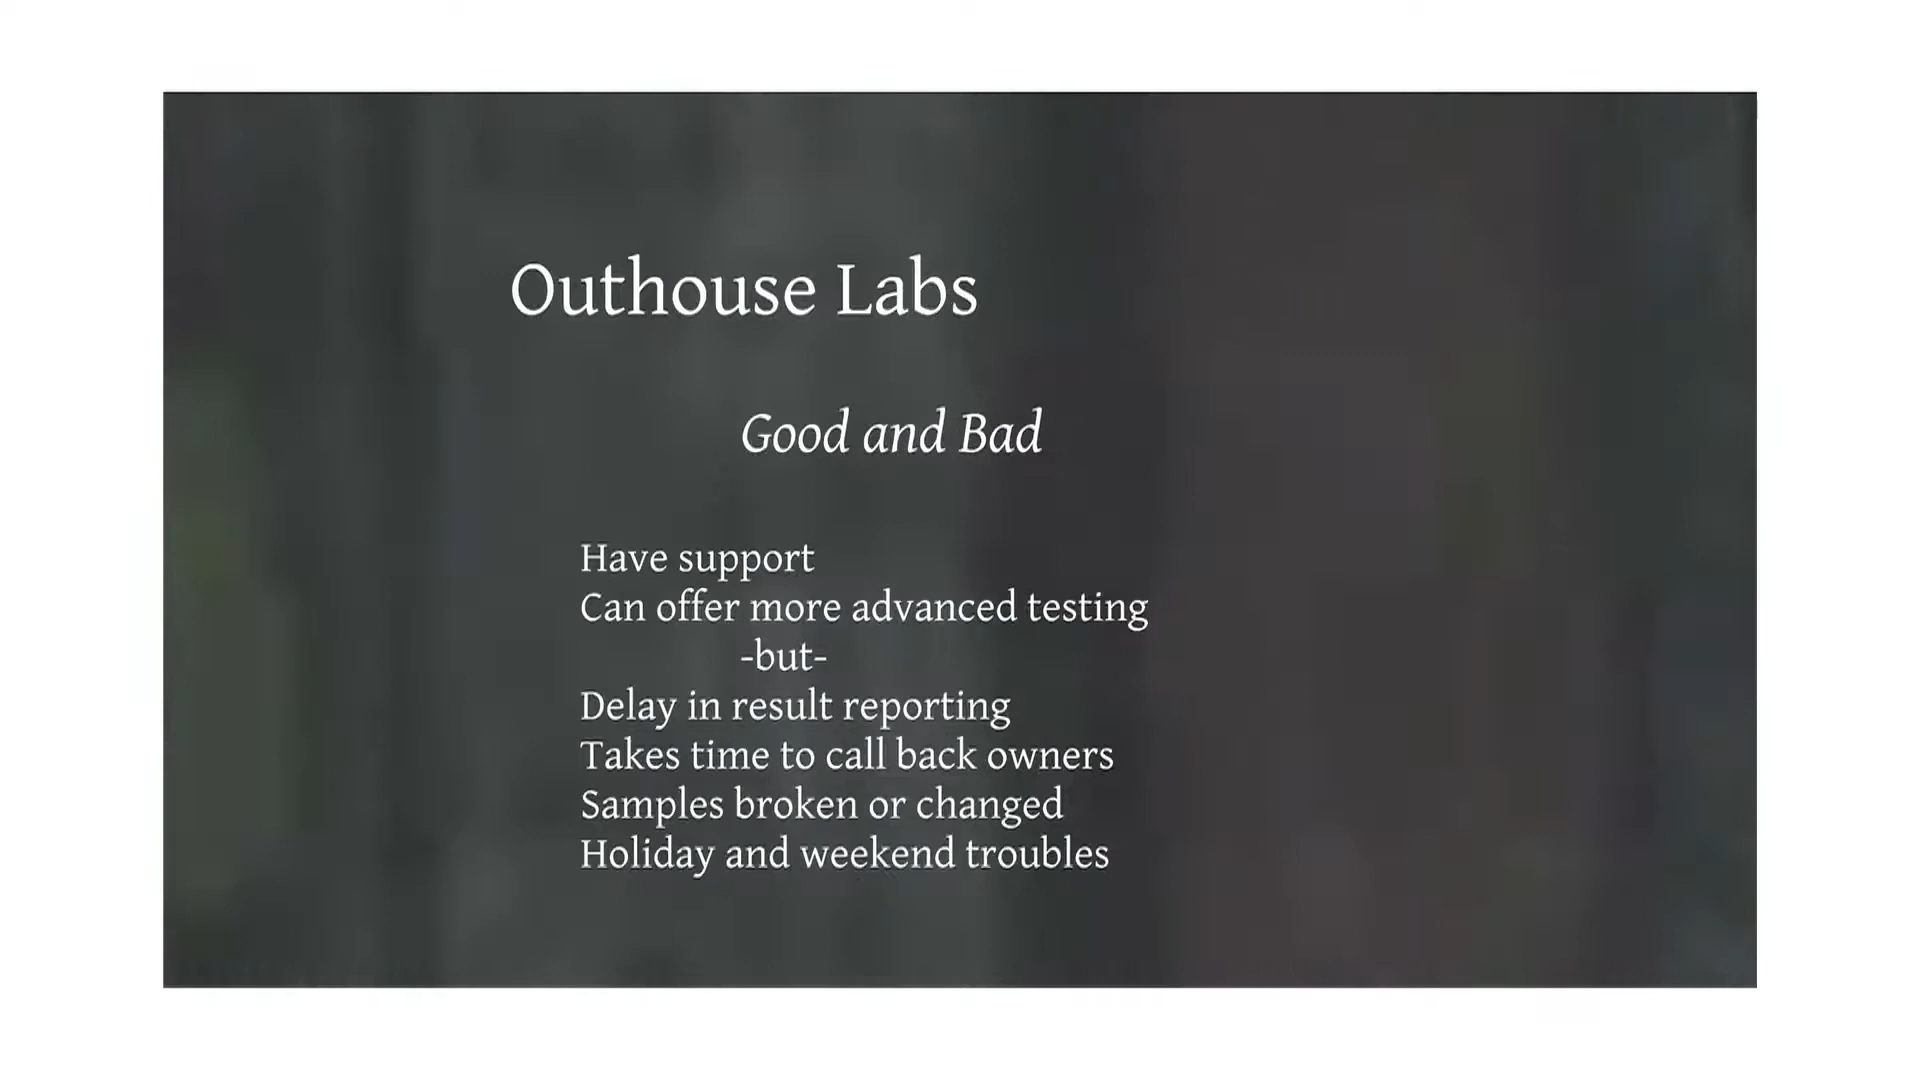 Outhouse Labs
Good and Bad
Have support
Can offer more advanced testing
-but-
Delay in result reporting
Takes time to call back owners
Samples broken or changed
Holiday and weekend troubles